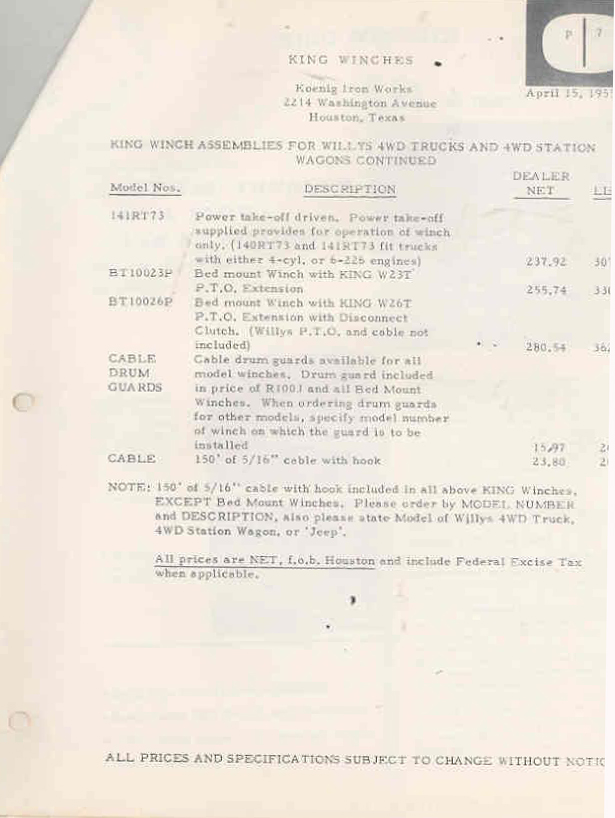 P 7
KING WINCHES
Koenig Iron Works
2214 Washington Avenue
Houston, Texas
April 15, 195
KING WINCH ASSEMBLIES FOR WILLYS 4WD TRUCKS AND 4WD STATION
WAGONS CONTINUED
Model Nos. DESCRIPTION DEALER NET
141RT73 Power take-off driven. Power take-off
supplied provides for operation of winch
only. (140RT73 and 141RT73 fit trucks
with either 4-cyl. or 6-226 engines) 237.92 307
BT10023P Bed mount Winch with KING W23T
P.T.O. Extension 255.74 330
BT10026P Bed mount Winch with KING W26T
P.T.O. Extension with Disconnect
Clutch. (Willys P.T.O. and cable not
included) 280.54 362
CABLE Cable drum guards available for all
DRUM model winches. Drum guard included
GUARDS in price of R100J and all Bed Mount
Winches. When ordering drum guards
for other models, specify model number
of winch on which the guard is to be
installed 15.97 2
CABLE 150' of 5/16" cable with hook 23.80 2
NOTE: 150' of 5/16" cable with hook included in all above KING Winches,
EXCEPT Bed Mount Winches. Please order by MODEL NUMBER
and DESCRIPTION, also please state Model of Willys 4WD Truck,
4WD Station Wagon, or 'Jeep'.
All prices are NET, f.o.b. Houston and include Federal Excise Tax
when applicable.
ALL PRICES AND SPECIFICATIONS SUBJECT TO CHANGE WITHOUT NOTIC